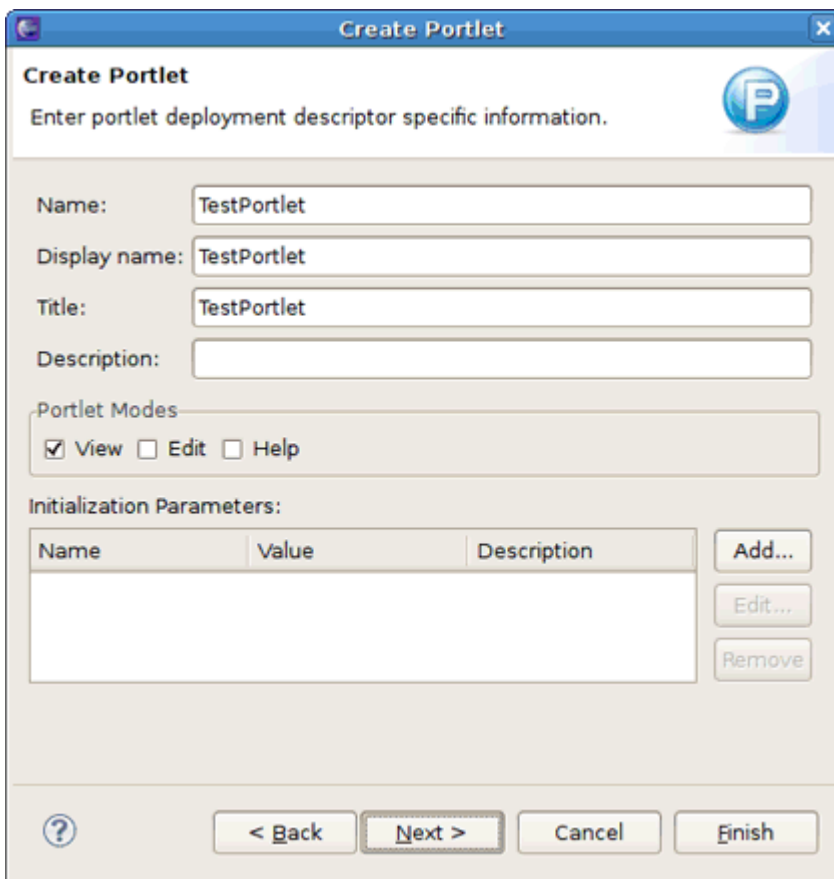 Create Portlet
Create Portlet
Enter portlet deployment descriptor specific information.
P
Name: TestPortlet
Display name: TestPortlet
Title: TestPortlet
Description:
Portlet Modes
View Edit Help
Initialization Parameters:
Name Value Description Add...
Edit...
Remove
? < Back Next > Cancel Finish